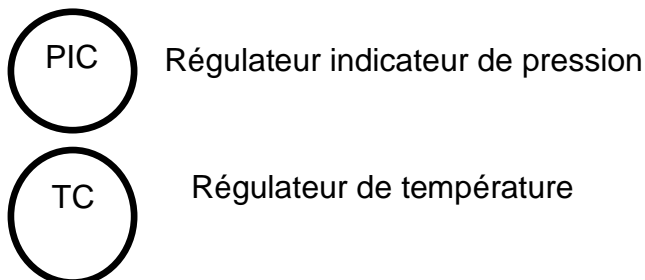 PIC Régulateur indicateur de pression
TC Régulateur de température